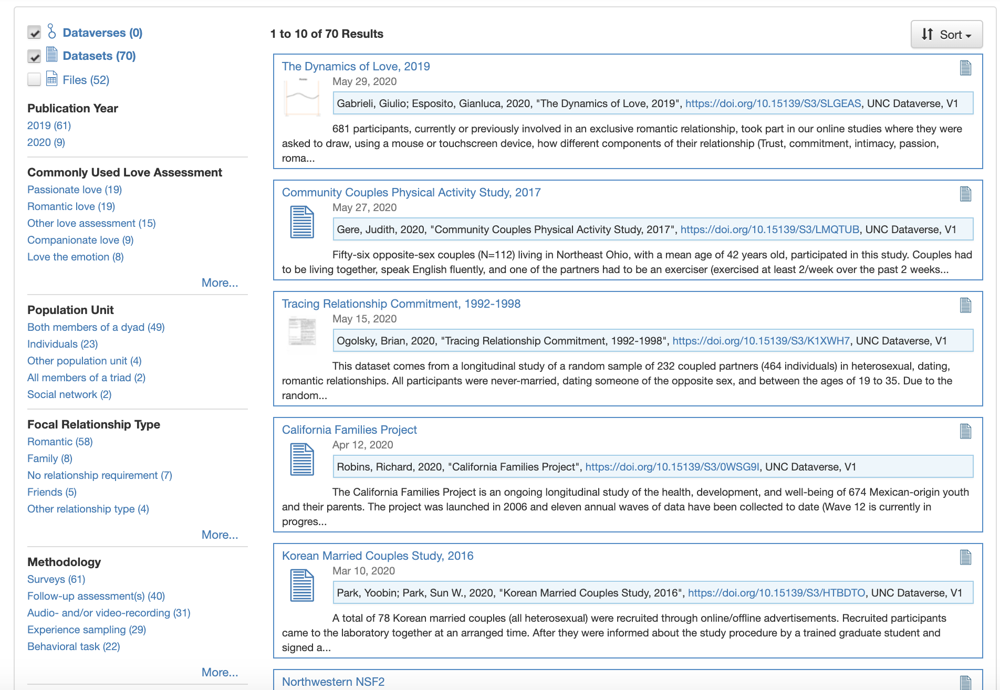 Dataverses (0)
Datasets (70)
Files (52)
Publication Year
2019 (61)
2020 (9)
Commonly Used Love Assessment
Passionate love (19)
Romantic love (19)
Other love assessment (15)
Companionate love (9)
Love the emotion (8)
More...
Population Unit
Both members of a dyad (49)
Individuals (23)
Other population unit (4)
All members of a triad (2)
Social network (2)
Focal Relationship Type
Romantic (58)
Family (8)
No relationship requirement (7)
Friends (5)
Other relationship type (4)
More...
Methodology
Surveys (61)
Follow-up assessment(s) (40)
Audio- and/or video-recording (31)
Experience sampling (29)
Behavioral task (22)
More...
1 to 10 of 70 Results
Sort
The Dynamics of Love, 2019
May 29, 2020
Gabrieli, Giulio; Esposito, Gianluca, 2020, "The Dynamics of Love, 2019", https://doi.org/10.15139/S3/SLGEAS, UNC Dataverse, V1
681 participants, currently or previously involved in an exclusive romantic relationship, took part in our online studies where they were
asked to draw, using a mouse or touchscreen device, how different components of their relationship (Trust, commitment, intimacy, passion,
roma...
Community Couples Physical Activity Study, 2017
May 27, 2020
Gere, Judith, 2020, "Community Couples Physical Activity Study, 2017", https://doi.org/10.15139/S3/LMQTUB, UNC Dataverse, V1
Fifty-six opposite-sex couples (N=112) living in Northeast Ohio, with a mean age of 42 years old, participated in this study. Couples had
to be living together, speak English fluently, and one of the partners had to be an exerciser (exercised at least 2/week over the past 2 weeks...
Tracing Relationship Commitment, 1992-1998
May 15, 2020
Ogolsky, Brian, 2020, "Tracing Relationship Commitment, 1992-1998", https://doi.org/10.15139/S3/K1XWH7, UNC Dataverse, V1
This dataset comes from a longitudinal study of a random sample of 232 coupled partners (464 individuals) in heterosexual, dating,
romantic relationships. All participants were never-married, dating someone of the opposite sex, and between the ages of 19 to 35. Due to the
random...
California Families Project
Apr 12, 2020
Robins, Richard, 2020, "California Families Project", https://doi.org/10.15139/S3/0WSG9I, UNC Dataverse, V1
The California Families Project is an ongoing longitudinal study of the health, development, and well-being of 674 Mexican-origin youth
and their parents. The project was launched in 2006 and eleven annual waves of data have been collected to date (Wave 12 is currently in
progres...
Korean Married Couples Study, 2016
Mar 10, 2020
Park, Yoobin; Park, Sun W., 2020, "Korean Married Couples Study, 2016", https://doi.org/10.15139/S3/HTBDTO, UNC Dataverse, V1
A total of 78 Korean married couples (all heterosexual) were recruited through online/offline advertisements. Recruited participants
came to the laboratory together at an arranged time. After they were informed about the study procedure by a trained graduate student and
signed a...
Northwestern NSF2